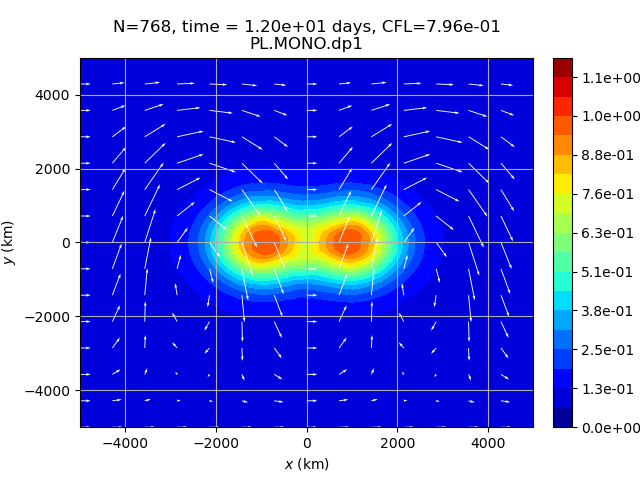 N=768, time = 1.20e+01 days, CFL=7.96e-01
PL.MONO.dp1
4000
2000
0
−2000
−4000
y (km)
−4000 −2000 0 2000 4000
x (km)
1.1e+00
1.0e+00
8.8e-01
7.6e-01
6.3e-01
5.1e-01
3.8e-01
2.5e-01
1.3e-01
0.0e+00